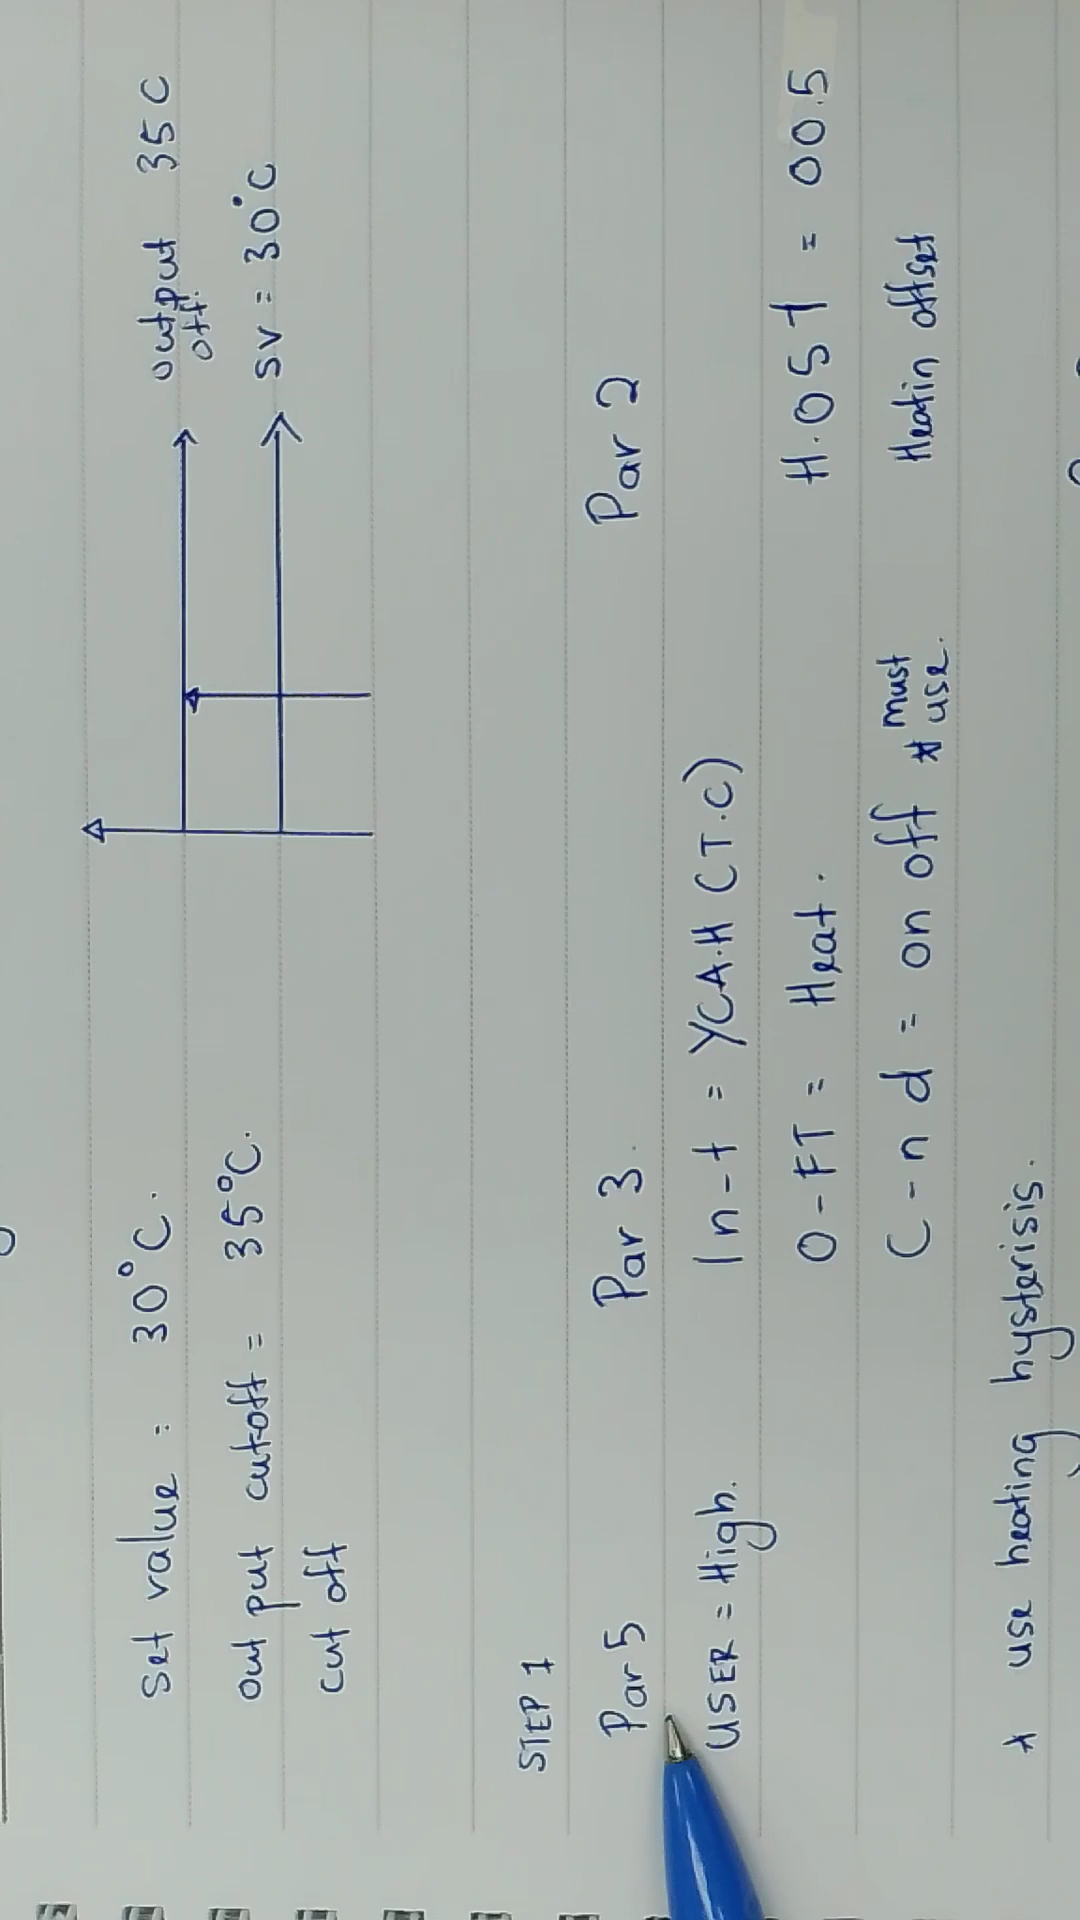 Set value = 30°C.
Out put cutoff = 35°C.
cut off
output 35 C
off.
SV = 30°C
STEP 1
Par 5
USER = High.
Par 3.
In-t = YCA.H (T.C)
O-FT = Heat.
C-nd = on off * must use.
Par 2
H.OST = 00.5
Heatin offset
* use heating hysterisis.